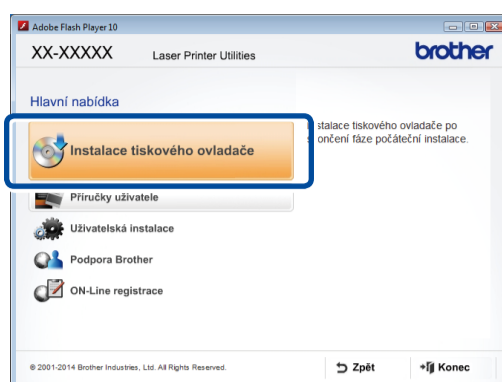 Adobe Flash Player 10
XX-XXXXX Laser Printer Utilities brother
Hlavní nabídka
Instalace tiskového ovladače
stalace tiskového ovladače po
ončení fáze počáteční instalace.
Příručky uživatele
Uživatelská instalace
Podpora Brother
ON-Line registrace
© 2001-2014 Brother Industries, Ltd. All Rights Reserved.
Zpět
Konec